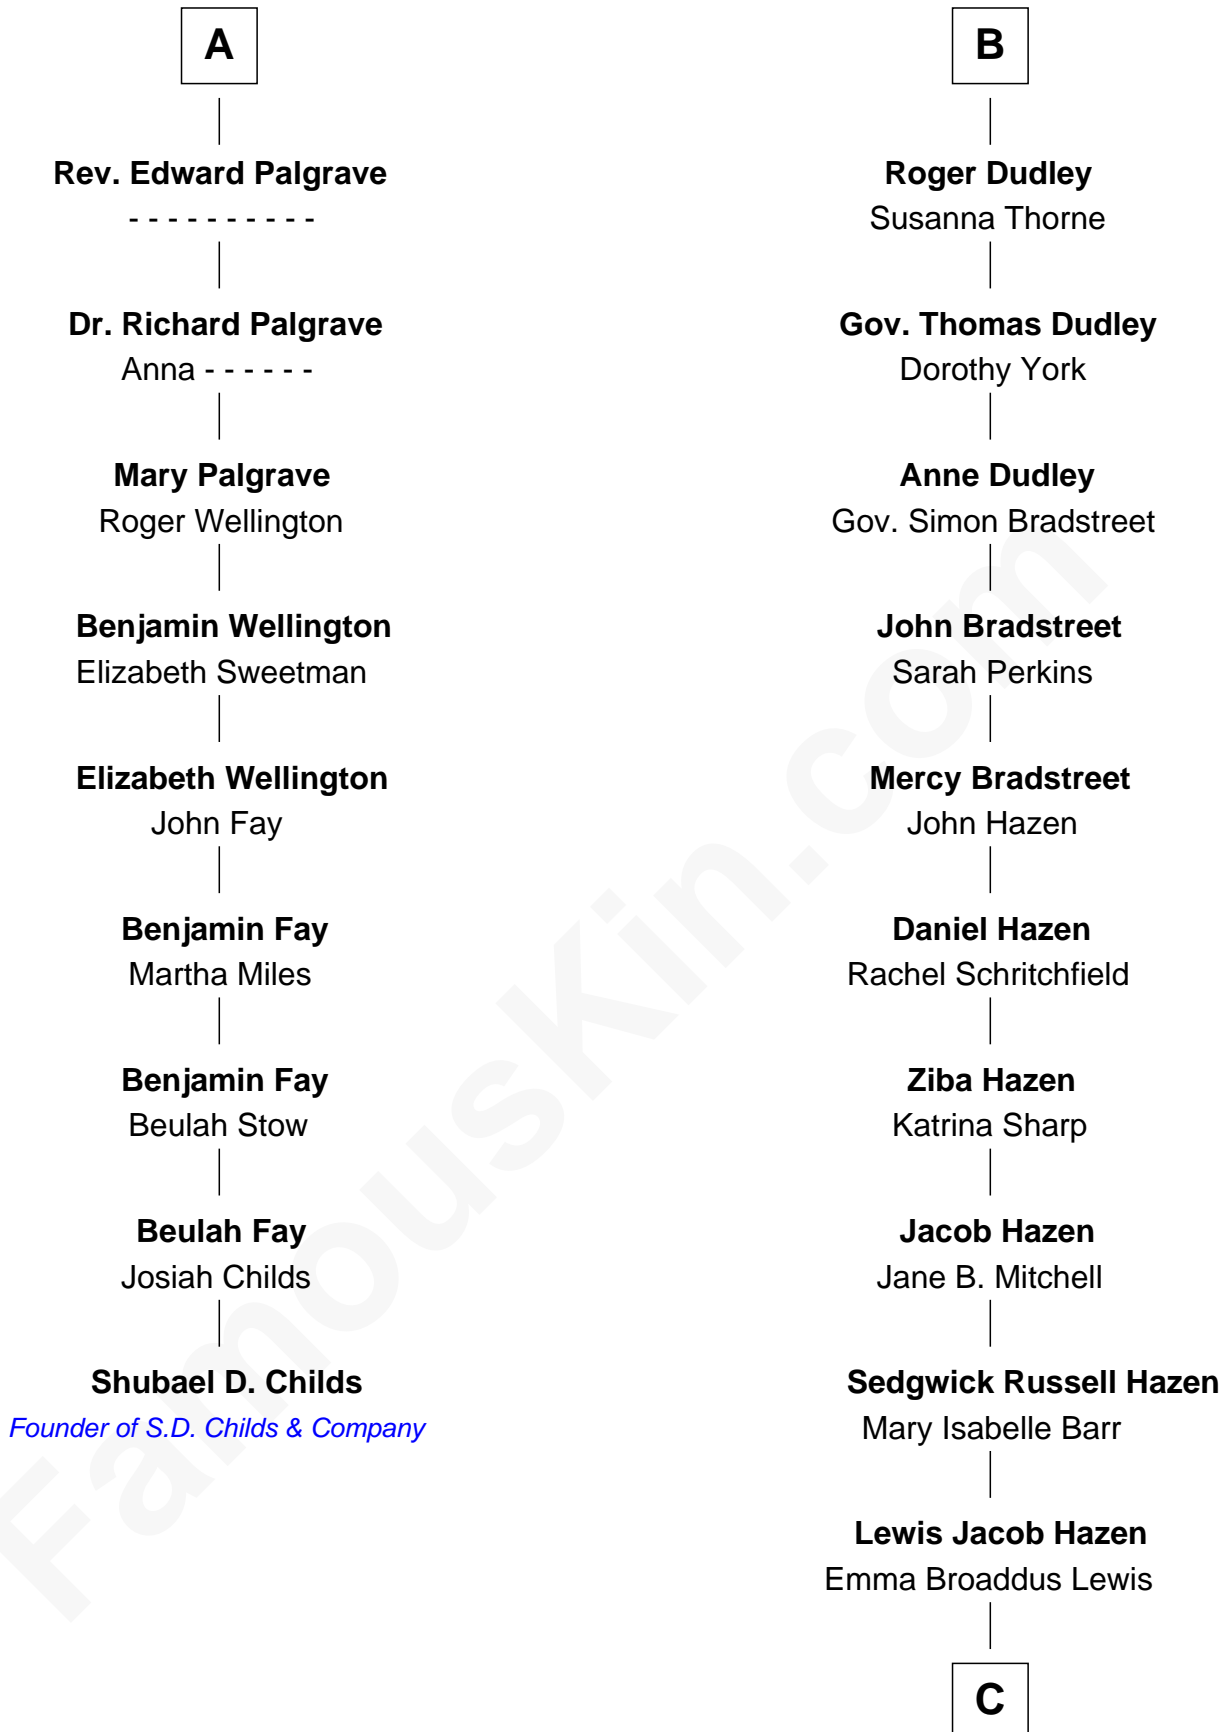 A
Rev. Edward Palgrave
- - - - - - - - - -
Dr. Richard Palgrave
Anna - - - - - -
Mary Palgrave
Roger Wellington
Benjamin Wellington
Elizabeth Sweetman
Elizabeth Wellington
John Fay
Benjamin Fay
Martha Miles
Benjamin Fay
Beulah Stow
Beulah Fay
Josiah Childs
Shubael D. Childs
Founder of S.D. Childs & Company
B
Roger Dudley
Susanna Thorne
Gov. Thomas Dudley
Dorothy York
Anne Dudley
Gov. Simon Bradstreet
John Bradstreet
Sarah Perkins
Mercy Bradstreet
John Hazen
Daniel Hazen
Rachel Schritchfield
Ziba Hazen
Katrina Sharp
Jacob Hazen
Jane B. Mitchell
Sedgwick Russell Hazen
Mary Isabelle Barr
Lewis Jacob Hazen
Emma Broaddus Lewis
C
FamousKin.com